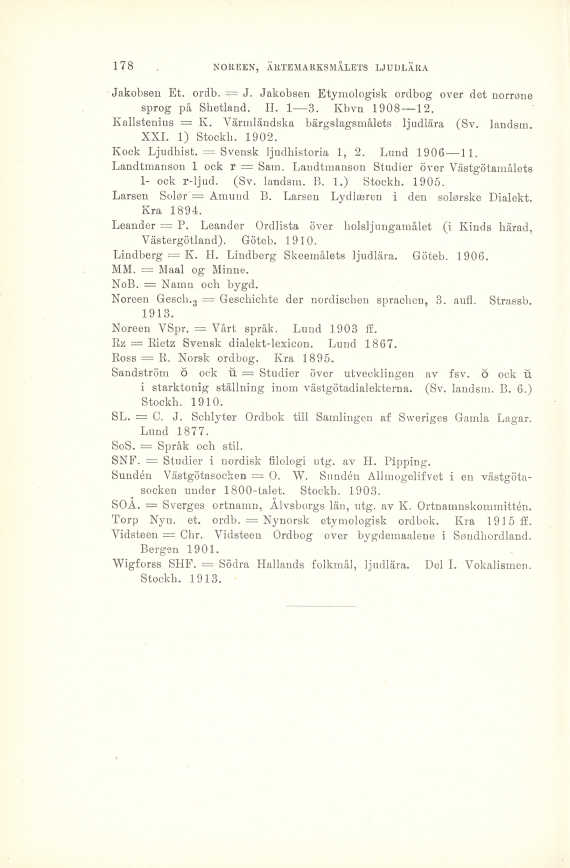 178 NOREEN, ÄRTEMARKSMÅLETS LJUDLÄRA
Jakobsen Et. ordb. = J. Jakobsen Etymologisk ordbog over det norrøne
sprog på Shetland. H. 1—3. Kbvn 1908—12.
Kallstenius = K. Värmländska bärgslagsmålets ljudlära (Sv. landsm.
XXI. 1) Stockh. 1902.
Kock Ljudhist. = Svensk ljudhistoria 1, 2. Lund 1906—11.
Landtmanson l ock r = Sam. Landtmanson Studier över Västgötamålets
l- ock r-ljud. (Sv. landsm. B. 1.) Stockh. 1905.
Larsen Solør = Amund B. Larsen Lydlæren i den solørske Dialekt.
Kra 1894.
Leander = P. Leander Ordlista över holsljungamålet (i Kinds härad,
Västergötland). Göteb. 1910.
Lindberg = K. H. Lindberg Skeemålets ljudlära. Göteb. 1906.
MM. = Maal og Minne.
NoB. = Namn och bygd.
Noreen Gesch.₃ = Geschichte der nordischen sprachen, 3. aufl. Strassb.
1913.
Noreen VSpr. = Vårt språk. Lund 1903 ff.
Rz = Rietz Svensk dialekt-lexicon. Lund 1867.
Ross = R. Norsk ordbog. Kra 1895.
Sandström ŏ ock ŭ = Studier över utvecklingen av fsv. ŏ ock ŭ
i starktonig ställning inom västgötadialekterna. (Sv. landsm. B. 6.)
Stockh. 1910.
SL. = C. J. Schlyter Ordbok till Samlingen af Sweriges Gamla Lagar.
Lund 1877.
SoS. = Språk och stil.
SNF. = Studier i nordisk filologi utg. av H. Pipping.
Sundén Västgötasocken = O. W. Sundén Allmogelifvet i en västgöta-
socken under 1800-talet. Stockh. 1903.
SOÄ. = Sverges ortnamn, Älvsborgs län, utg. av K. Ortnamnskommittén.
Torp Nyn. et. ordb. = Nynorsk etymologisk ordbok. Kra 1915 ff.
Vidsteen = Chr. Vidsteen Ordbog over bygdemaalene i Søndhordland.
Bergen 1901.
Wigforss SHF. = Södra Hallands folkmål, ljudlära. Del I. Vokalismen.
Stockh. 1913.